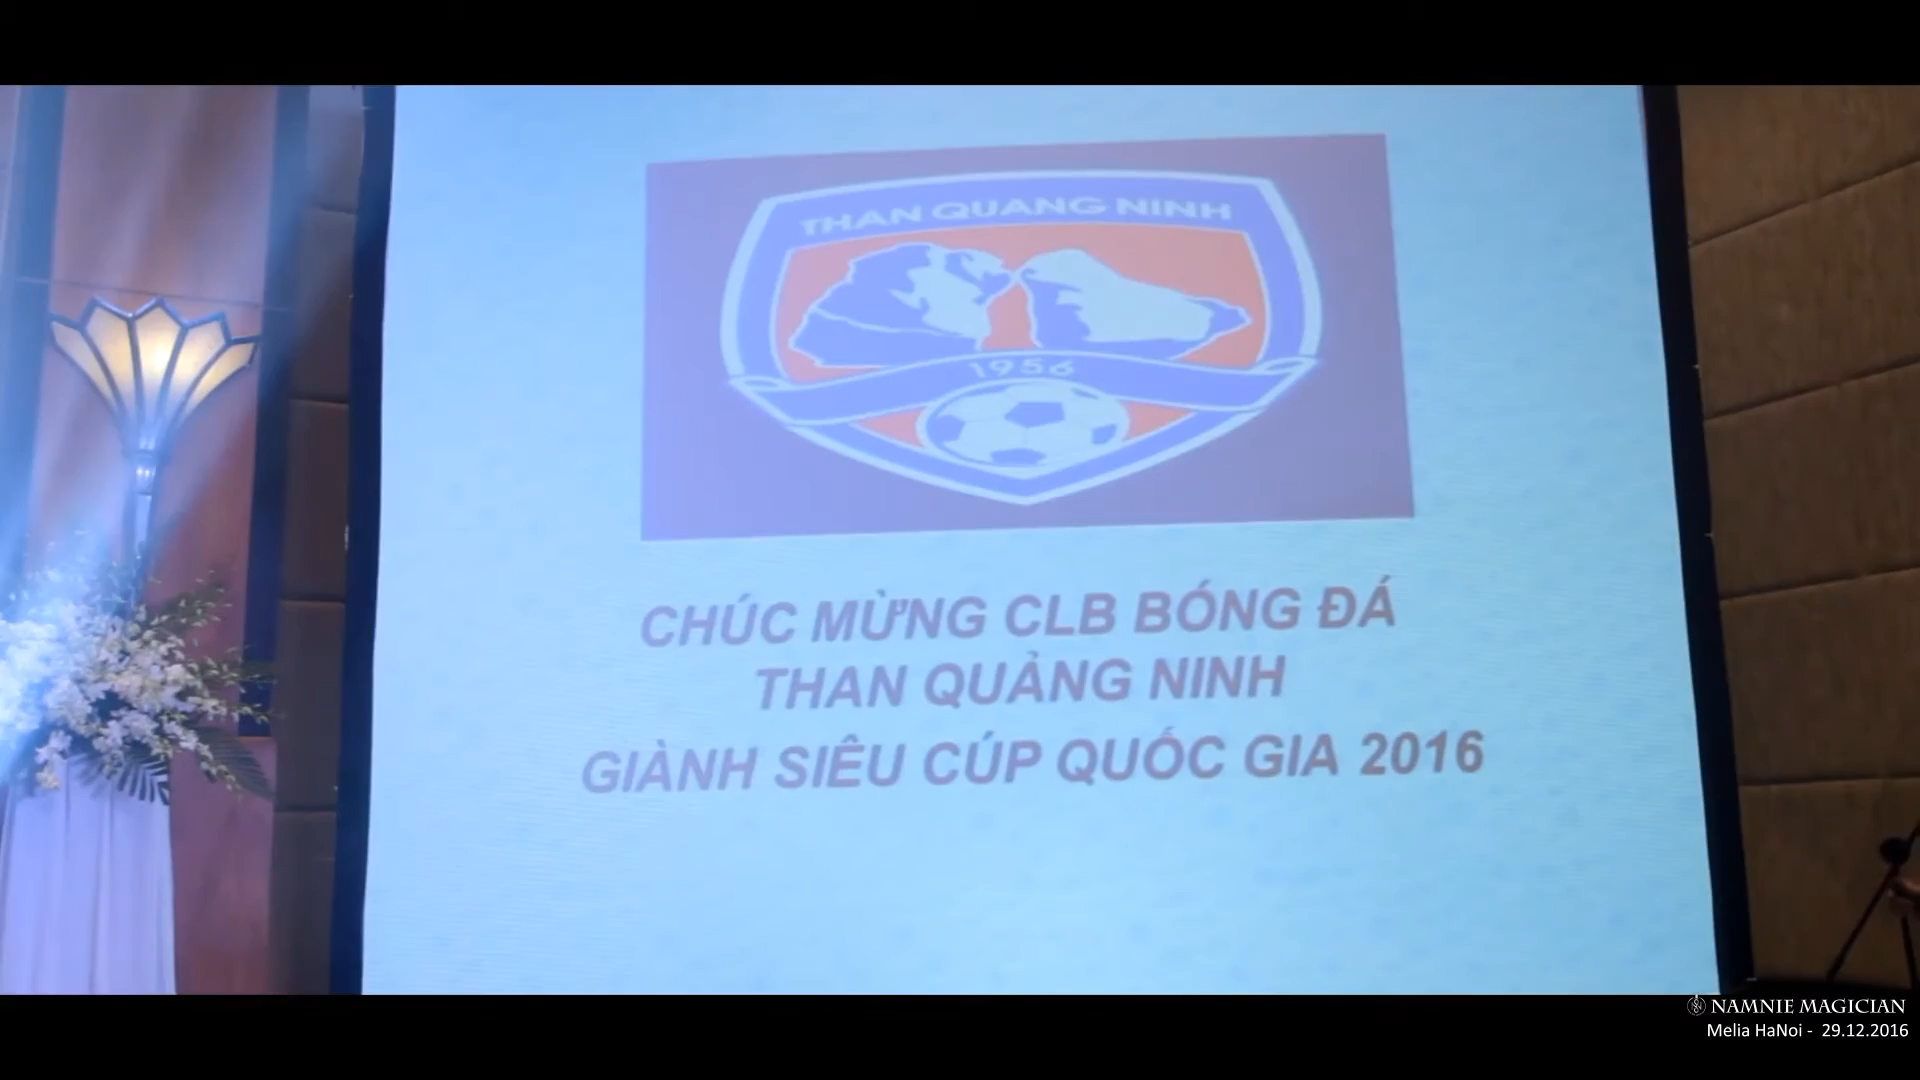 THAN QUANG NINH
1956
CHÚC MỪNG CLB BÓNG ĐÁ
THAN QUẢNG NINH
GIÀNH SIÊU CÚP QUỐC GIA 2016
NAMNIE MAGICIAN
Melia HaNoi - 29.12.2016